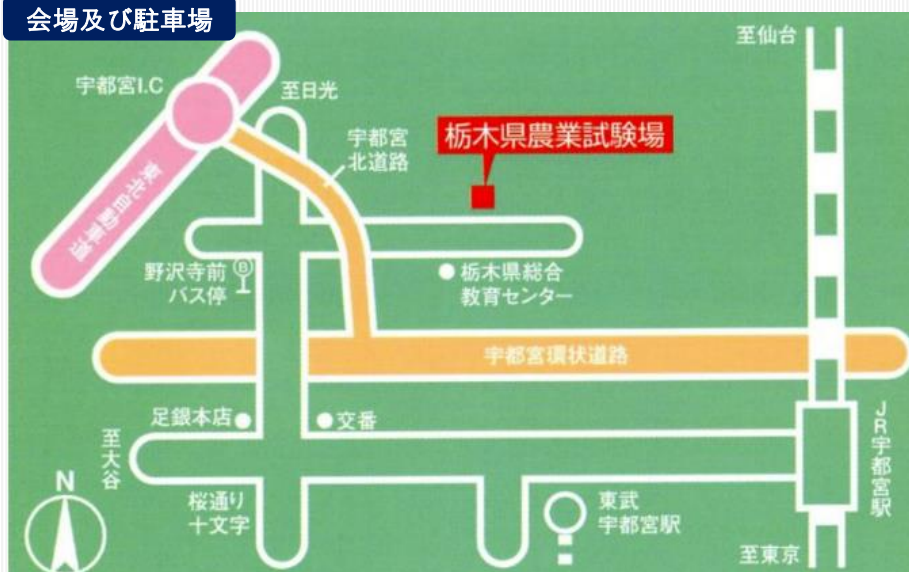 会場及び駐車場
至仙台
宇都宮I.C
至日光
宇都宮
北道路
栃木県農業試験場
東北自動車道
野沢寺前
バス停
B
栃木県総合
教育センター
宇都宮環状道路
足銀本店
交番
至大谷
JR宇都宮駅
N
桜通り
十文字
東武
宇都宮駅
至東京